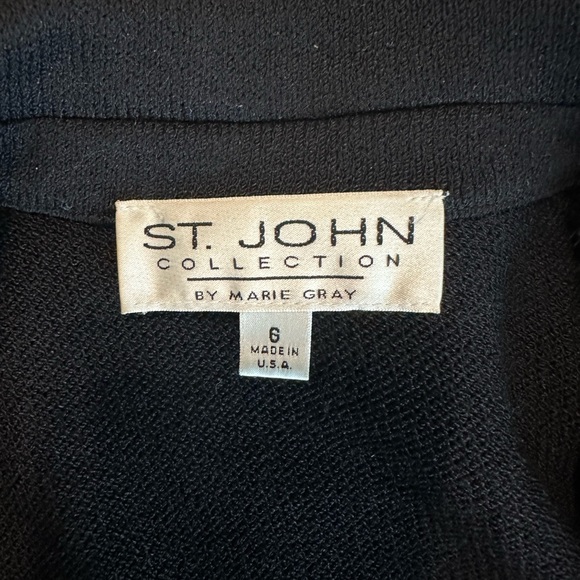 ST. JOHN
COLLECTION
BY MARIE GRAY
6
MADE IN
U.S.A.